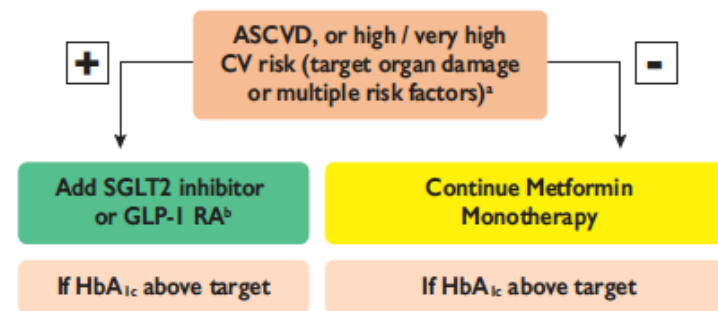 ASCVD, or high / very high
+
CV risk (target organ damage
-
or multiple risk factors)ᵃ
Add SGLT2 inhibitor
or GLP-1 RAᵇ
Continue Metformin
Monotherapy
If HbA1c above target
If HbA1c above target